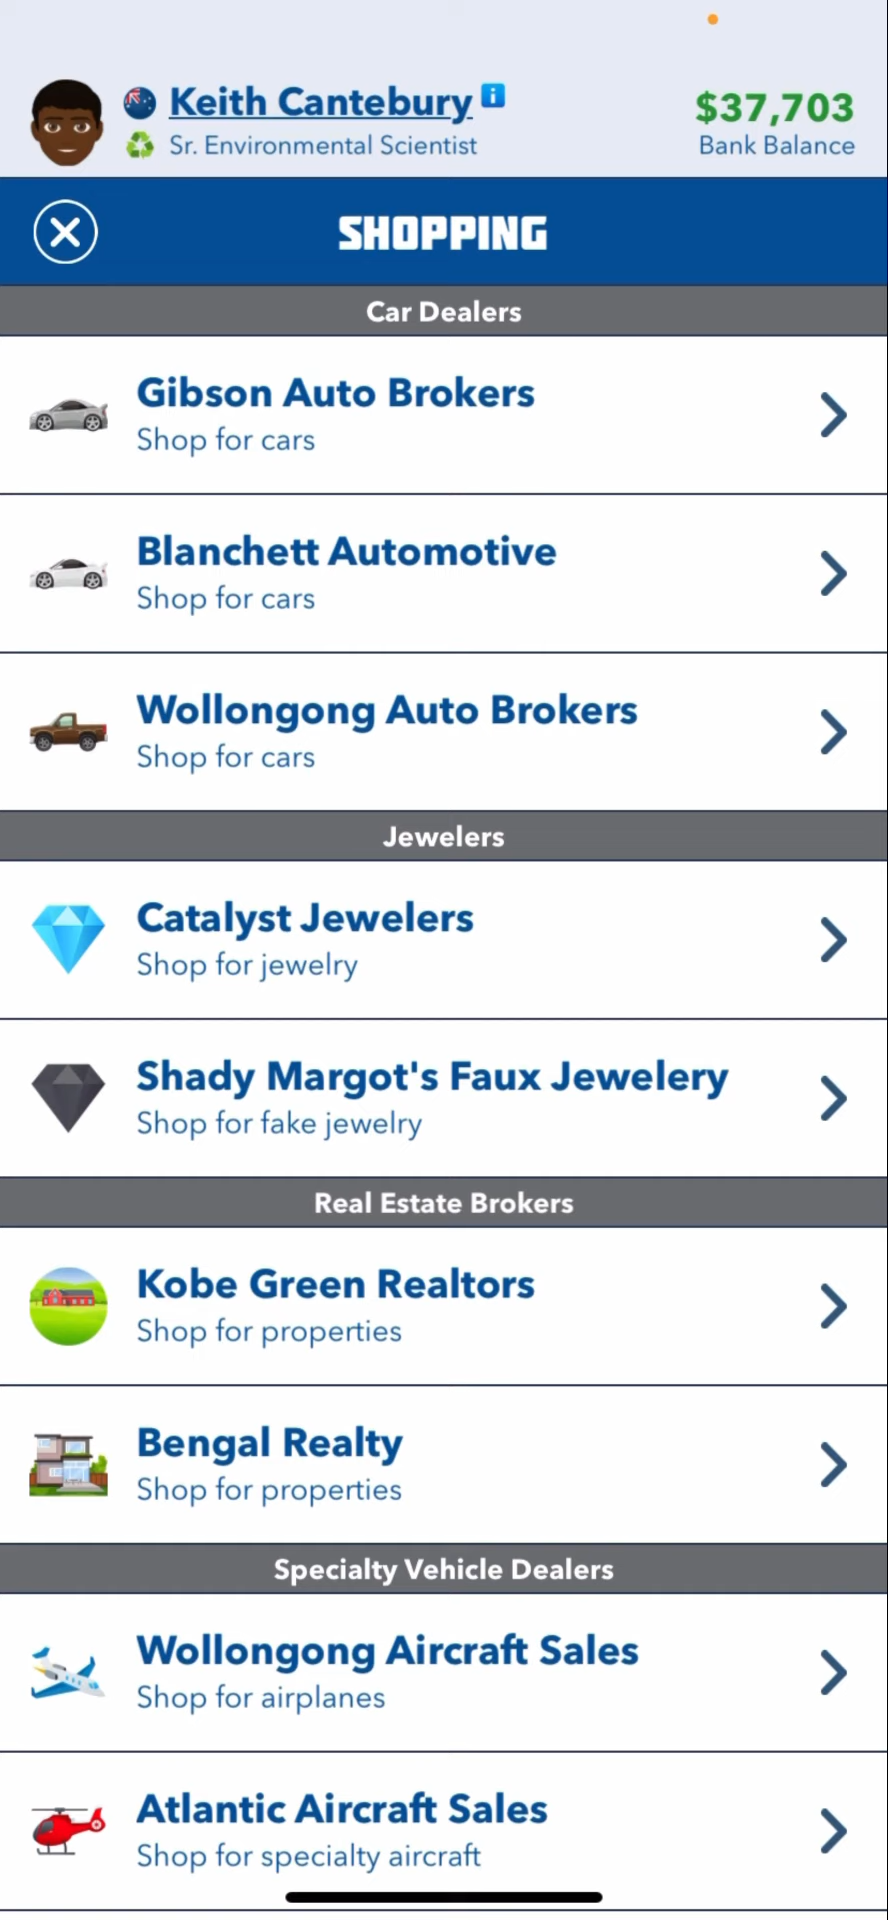 Keith Cantebury
$37,703
Sr. Environmental Scientist
Bank Balance
SHOPPING
Car Dealers
Gibson Auto Brokers
Shop for cars
Blanchett Automotive
Shop for cars
Wollongong Auto Brokers
Shop for cars
Jewelers
Catalyst Jewelers
Shop for jewelry
Shady Margot's Faux Jewelery
Shop for fake jewelry
Real Estate Brokers
Kobe Green Realtors
Shop for properties
Bengal Realty
Shop for properties
Specialty Vehicle Dealers
Wollongong Aircraft Sales
Shop for airplanes
Atlantic Aircraft Sales
Shop for specialty aircraft